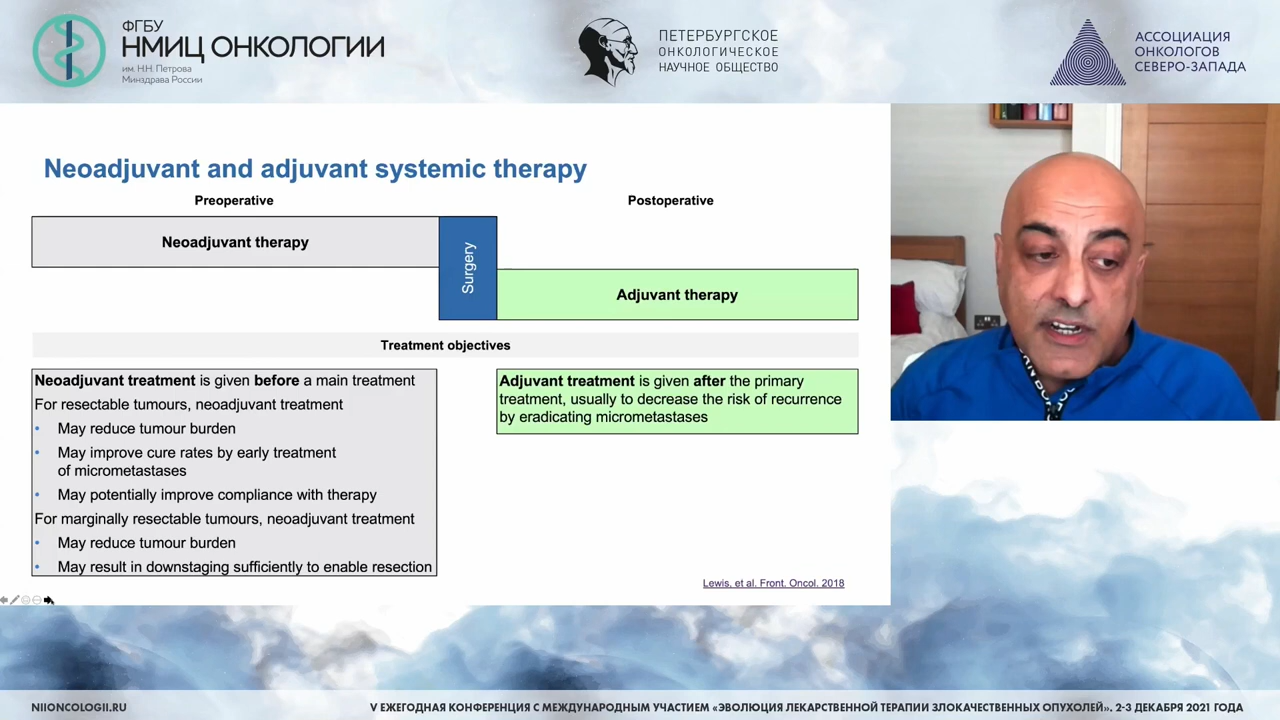 ФГБУ
НМИЦ ОНКОЛОГИИ
им. Н.Н. Петрова
Минздрава России
ПЕТЕРБУРГСКОЕ
ОНКОЛОГИЧЕСКОЕ
НАУЧНОЕ ОБЩЕСТВО
АССОЦИАЦИЯ
ОНКОЛОГОВ
СЕВЕРО-ЗАПАДА
Neoadjuvant and adjuvant systemic therapy
Preoperative
Postoperative
Neoadjuvant therapy
Surgery
Adjuvant therapy
Treatment objectives
Neoadjuvant treatment is given before a main treatment
For resectable tumours, neoadjuvant treatment
• May reduce tumour burden
• May improve cure rates by early treatment
of micrometastases
• May potentially improve compliance with therapy
For marginally resectable tumours, neoadjuvant treatment
• May reduce tumour burden
• May result in downstaging sufficiently to enable resection
Adjuvant treatment is given after the primary
treatment, usually to decrease the risk of recurrence
by eradicating micrometastases
Lewis. et al. Front. Oncol. 2018
NIIONCOLOGII.RU
V ЕЖЕГОДНАЯ КОНФЕРЕНЦИЯ С МЕЖДУНАРОДНЫМ УЧАСТИЕМ «ЭВОЛЮЦИЯ ЛЕКАРСТВЕННОЙ ТЕРАПИИ ЗЛОКАЧЕСТВЕННЫХ ОПУХОЛЕЙ». 2-3 ДЕКАБРЯ 2021 ГОДА